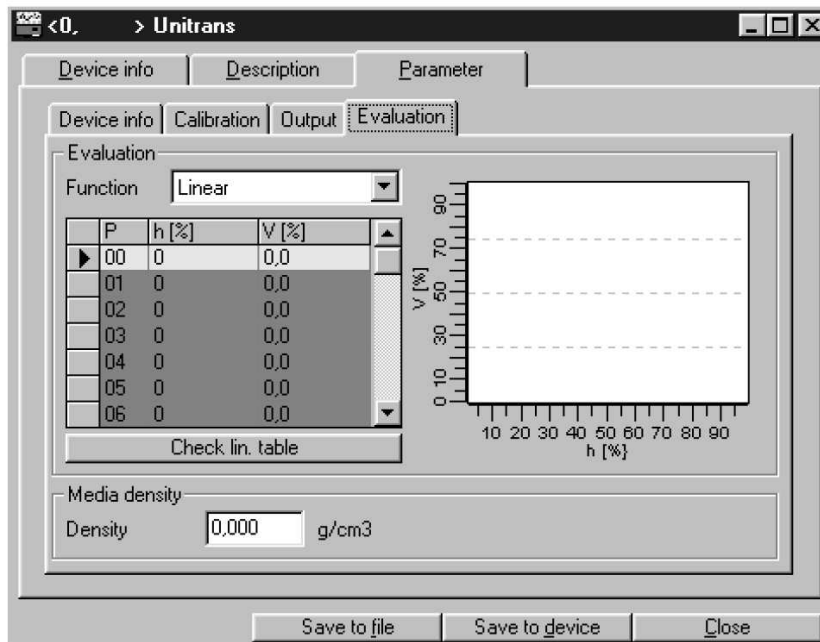 <0,      > Unitrans
Device info Description Parameter
Device info Calibration Output Evaluation
Evaluation
Function Linear
P h [%] V [%]
00 0 0,0
01 0 0,0
02 0 0,0
03 0 0,0
04 0 0,0
05 0 0,0
06 0 0,0
Check lin. table
V [%]
0 10 30 50 70 90
10 20 30 40 50 60 70 80 90
h [%}
Media density
Density 0,000 g/cm3
Save to file Save to device Close